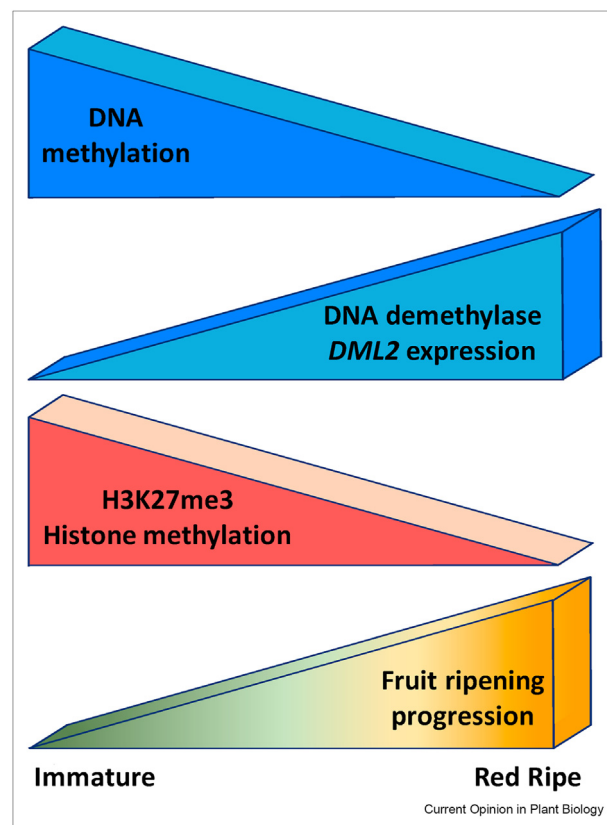 DNA
methylation
DNA demethylase
DML2 expression
H3K27me3
Histone methylation
Fruit ripening
progression
Immature
Red Ripe
Current Opinion in Plant Biology